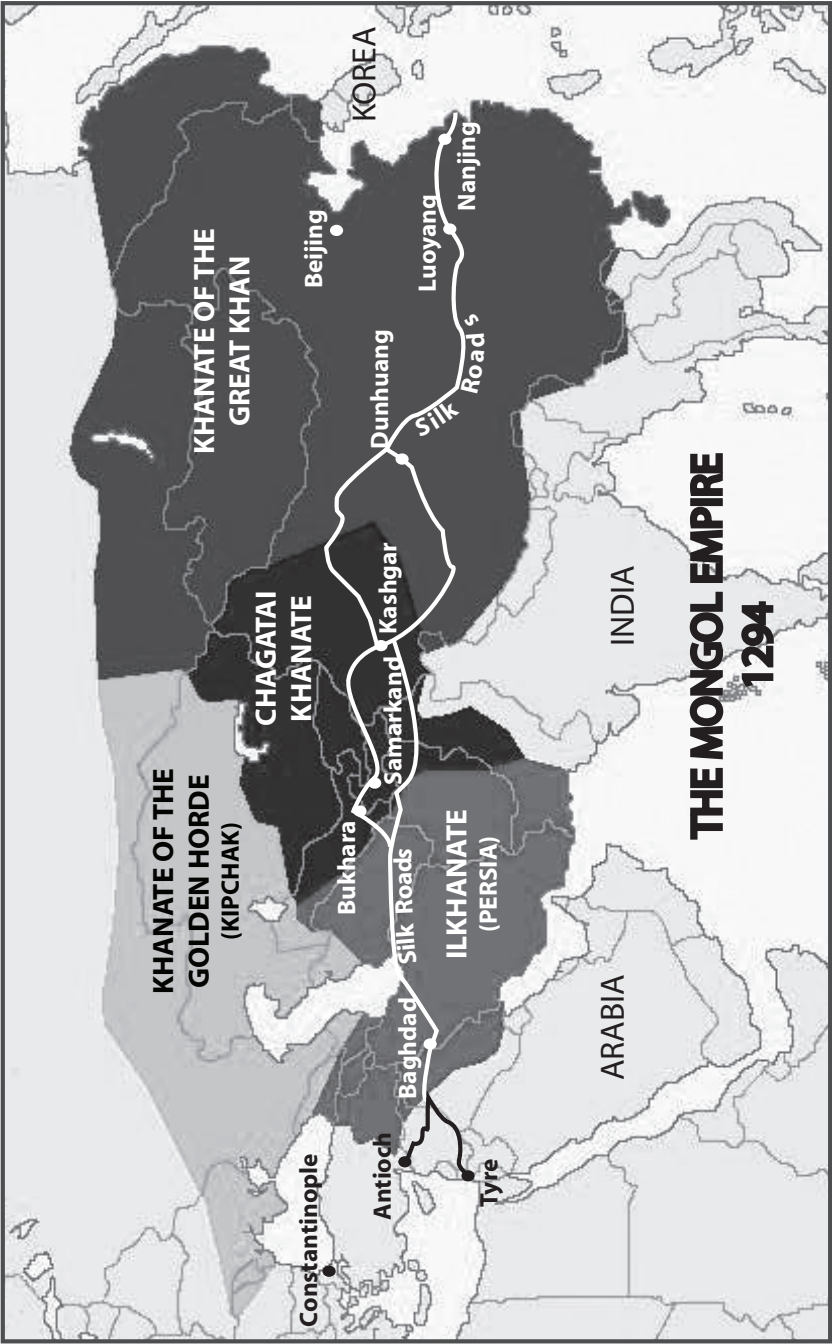 KHANATE OF THE
GOLDEN HORDE
(KIPCHAK)
KHANATE OF THE
GREAT KHAN
CHAGATAI
KHANATE
KOREA
Beijing
Constantinople
Antioch
Tyre
Baghdad
Silk Roads
Bukhara
Samarkand
Kashgar
Dunhuang
Silk Roads
Luoyang
Nanjing
ILKHANATE
(PERSIA)
ARABIA
INDIA
THE MONGOL EMPIRE
1294